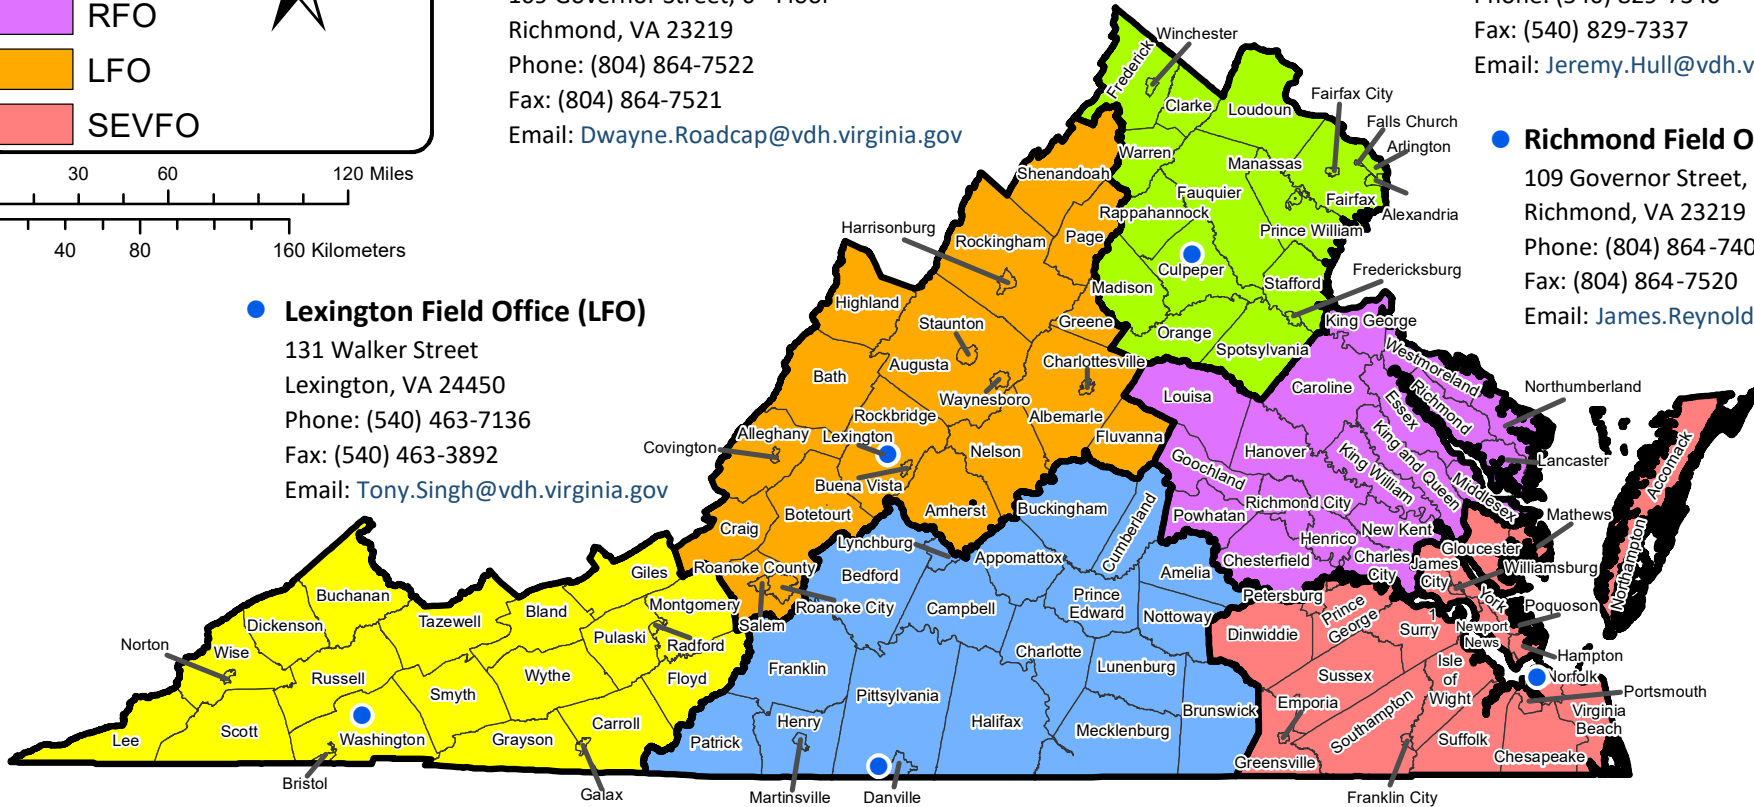 RFO
LFO
SEVFO
30 60 120 Miles
40 80 160 Kilometers
Richmond, VA 23219
Phone: (804) 864-7522
Fax: (804) 864-7521
Email: Dwayne.Roadcap@vdh.virginia.gov
Fax: (540) 829-7337
Email: Jeremy.Hull@vdh.v
Richmond Field O
109 Governor Street,
Richmond, VA 23219
Phone: (804) 864-740
Fax: (804) 864-7520
Email: James.Reynold
Lexington Field Office (LFO)
131 Walker Street
Lexington, VA 24450
Phone: (540) 463-7136
Fax: (540) 463-3892
Email: Tony.Singh@vdh.virginia.gov
Winchester
Frederick
Clarke
Loudoun
Fairfax City
Falls Church
Arlington
Warren
Manassas
Fauquier
Fairfax
Alexandria
Rappahannock
Prince William
Culpeper
Madison
Stafford
Fredericksburg
Orange
Spotsylvania
Shenandoah
Harrisonburg
Rockingham
Page
Highland
Staunton
Greene
Augusta
Charlottesville
Bath
Waynesboro
Rockbridge
Albemarle
Alleghany
Lexington
Fluvanna
Covington
Nelson
Buena Vista
Botetourt
Amherst
Craig
Roanoke County
Roanoke City
Salem
King George
Westmoreland
Northumberland
Caroline
Richmond
Essex
Louisa
Hanover
King and Queen
King William
Lancaster
Goochland
Middlesex
Richmond City
Powhatan
New Kent
Henrico
Chesterfield
Charles
City
Accomack
Northampton
Mathews
Gloucester
James
City
Williamsburg
York
Poquoson
Petersburg
Prince
George
Surry
1
Newport
News
Dinwiddie
Hampton
Isle
of
Wight
Norfolk
Sussex
Portsmouth
Emporia
Southampton
Virginia
Beach
Suffolk
Chesapeake
Greensville
Franklin City
Buckingham
Cumberland
Lynchburg
Appomattox
Bedford
Amelia
Campbell
Prince
Edward
Nottoway
Charlotte
Franklin
Lunenburg
Pittsylvania
Henry
Halifax
Brunswick
Patrick
Mecklenburg
Martinsville
Danville
Giles
Buchanan
Montgomery
Bland
Dickenson
Tazewell
Pulaski
Radford
Norton
Wise
Russell
Wythe
Floyd
Smyth
Scott
Carroll
Lee
Washington
Grayson
Bristol
Galax